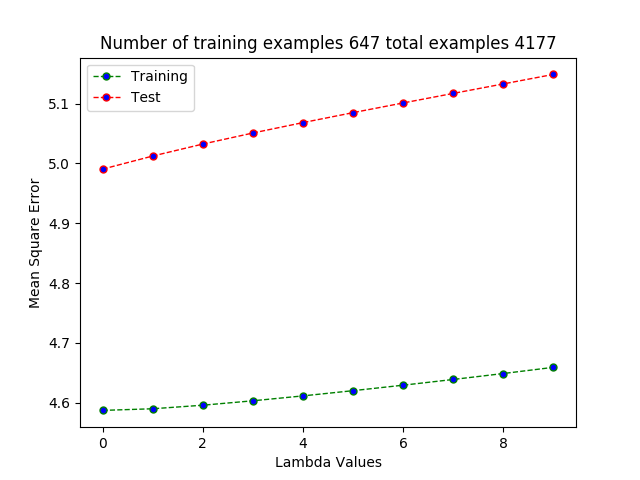 Number of training examples 647 total examples 4177
Training
Test
5.1
5.0
4.9
4.8
4.7
4.6
Mean Square Error
0
2
4
6
8
Lambda Values